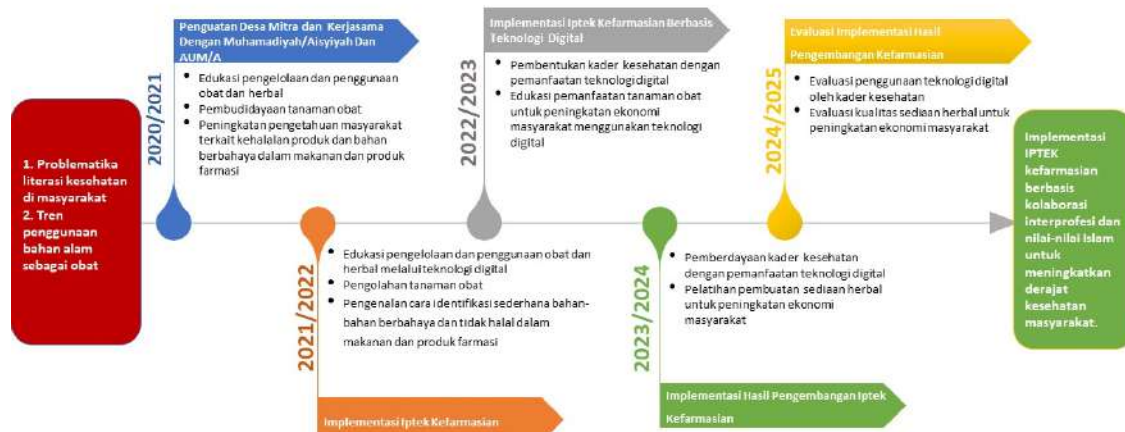 1. Problematika
literasi kesehatan
di masyarakat
2. Tren
penggunaan
bahan alam
sebagai obat
2020/2021
Penguatan Desa Mitra dan Kerjasama
Dengan Muhamadiyah/Aisyiyah Dan
AUM/A
• Edukasi pengelolaan dan penggunaan
obat dan herbal
• Pembudidayaan tanaman obat
• Peningkatan pengetahuan masyarakat
terkait kehalalan produk dan bahan
berbahaya dalam makanan dan produk
farmasi
2021/2022
• Edukasi pengelolaan dan penggunaan obat dan
herbal melalui teknologi digital
• Pengolahan tanaman obat
• Pengenalan cara identifikasi sederhana bahan-
bahan berbahaya dan tidak halal dalam
makanan dan produk farmasi
Implementasi Iptek Kefarmasian
2022/2023
Implementasi Iptek Kefarmasian Berbasis
Teknologi Digital
• Pembentukan kader kesehatan dengan
pemanfaatan teknologi digital
• Edukasi pemanfaatan tanaman obat
untuk peningkatan ekonomi
masyarakat menggunakan teknologi
digital
2023/2024
• Pemberdayaan kader kesehatan
dengan pemanfaatan teknologi digital
• Pelatihan pembuatan sediaan herbal
untuk peningkatan ekonomi
masyarakat
Implementasi Hasil Pengembangan Iptek
Kefarmasian
2024/2025
Evaluasi Implementasi Hasil
Pengembangan Kefarmasian
• Evaluasi penggunaan teknologi digital
oleh kader kesehatan
• Evaluasi kualitas sediaan herbal untuk
peningkatan ekonomi masyarakat
Implementasi
IPTEK
kefarmasian
berbasis
kolaborasi
interprofesi dan
nilai-nilai Islam
untuk
meningkatkan
derajat
kesehatan
masyarakat.